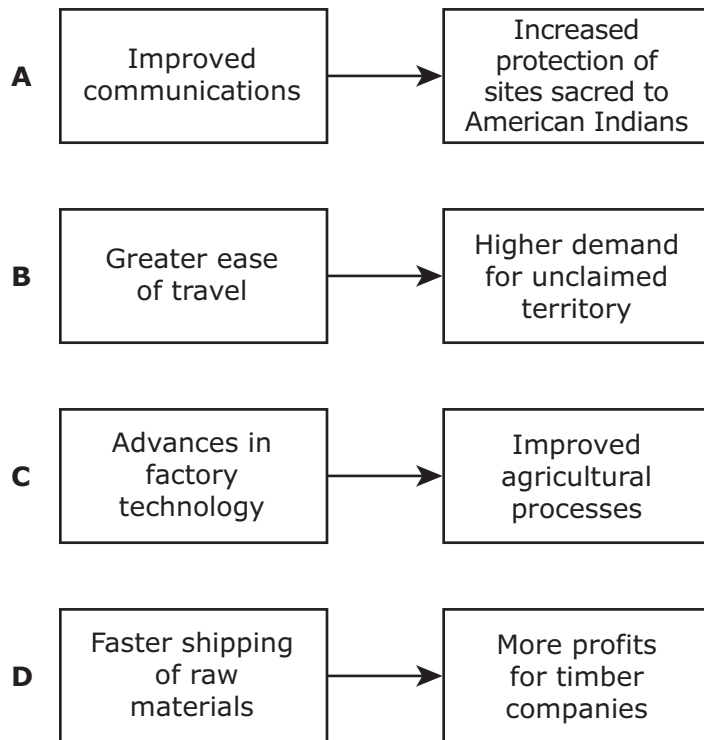 A
Improved
communications
Increased
protection of
sites sacred to
American Indians
B
Greater ease
of travel
Higher demand
for unclaimed
territory
C
Advances in
factory
technology
Improved
agricultural
processes
D
Faster shipping
of raw
materials
More profits
for timber
companies